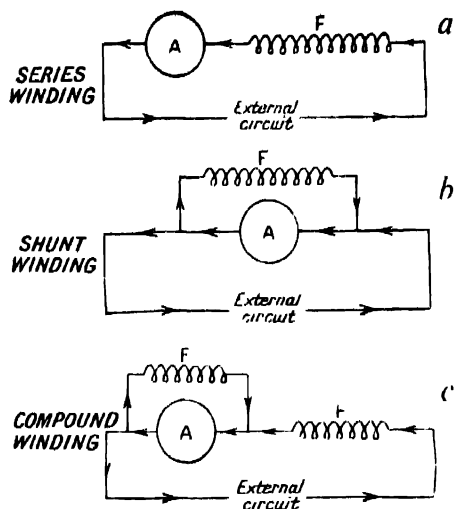 a
F
A
SERIES
WINDING
External
circuit
b
F
A
SHUNT
WINDING
External
circuit
c
F
A
COMPOUND
WINDING
External
circuit